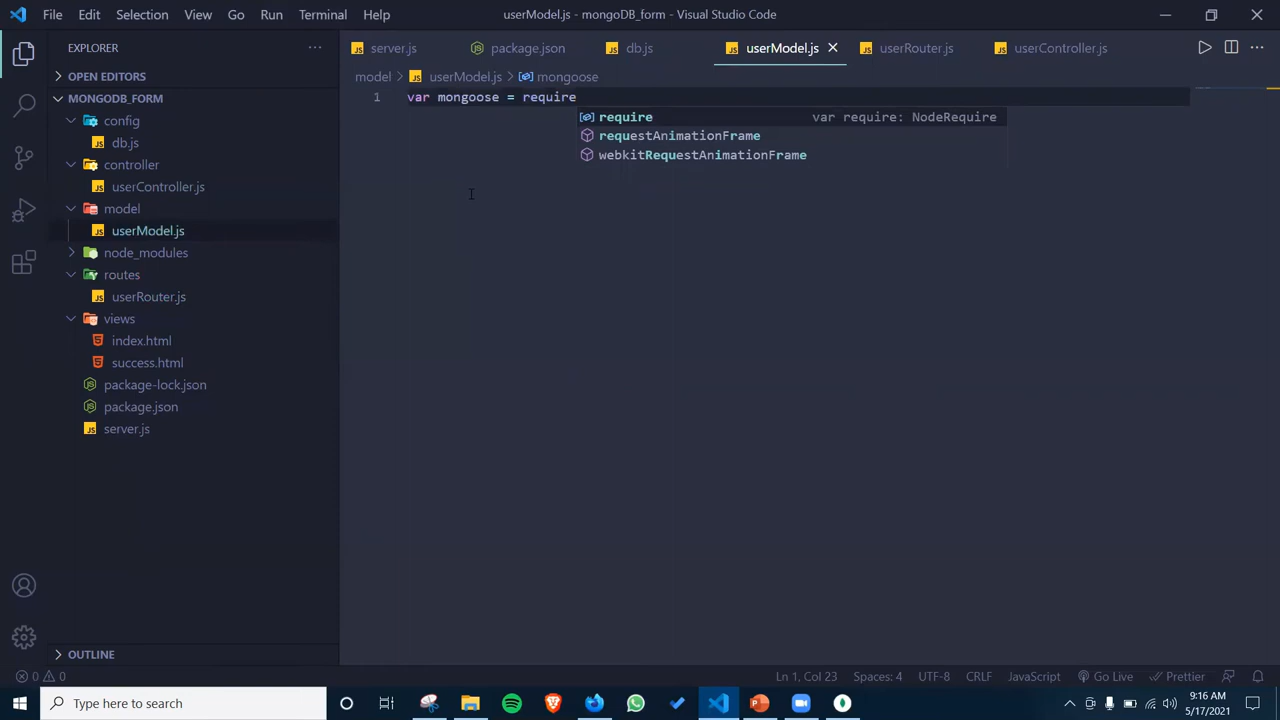 File Edit Selection View Go Run Terminal Help
userModel.js - mongoDB_form - Visual Studio Code
EXPLORER
OPEN EDITORS
MONGODB_FORM
config
db.js
controller
userController.js
model
userModel.js
node_modules
routes
userRouter.js
views
index.html
success.html
package-lock.json
package.json
server.js
OUTLINE
server.js package.json db.js userModel.js userRouter.js userController.js
model > userModel.js > mongoose
1 var mongoose = require
require var require: NodeRequire
requestAnimationFrame
webkitRequestAnimationFrame
0 0 Ln 1, Col 23 Spaces: 4 UTF-8 CRLF JavaScript Go Live Prettier
Type here to search
9:16 AM
5/17/2021